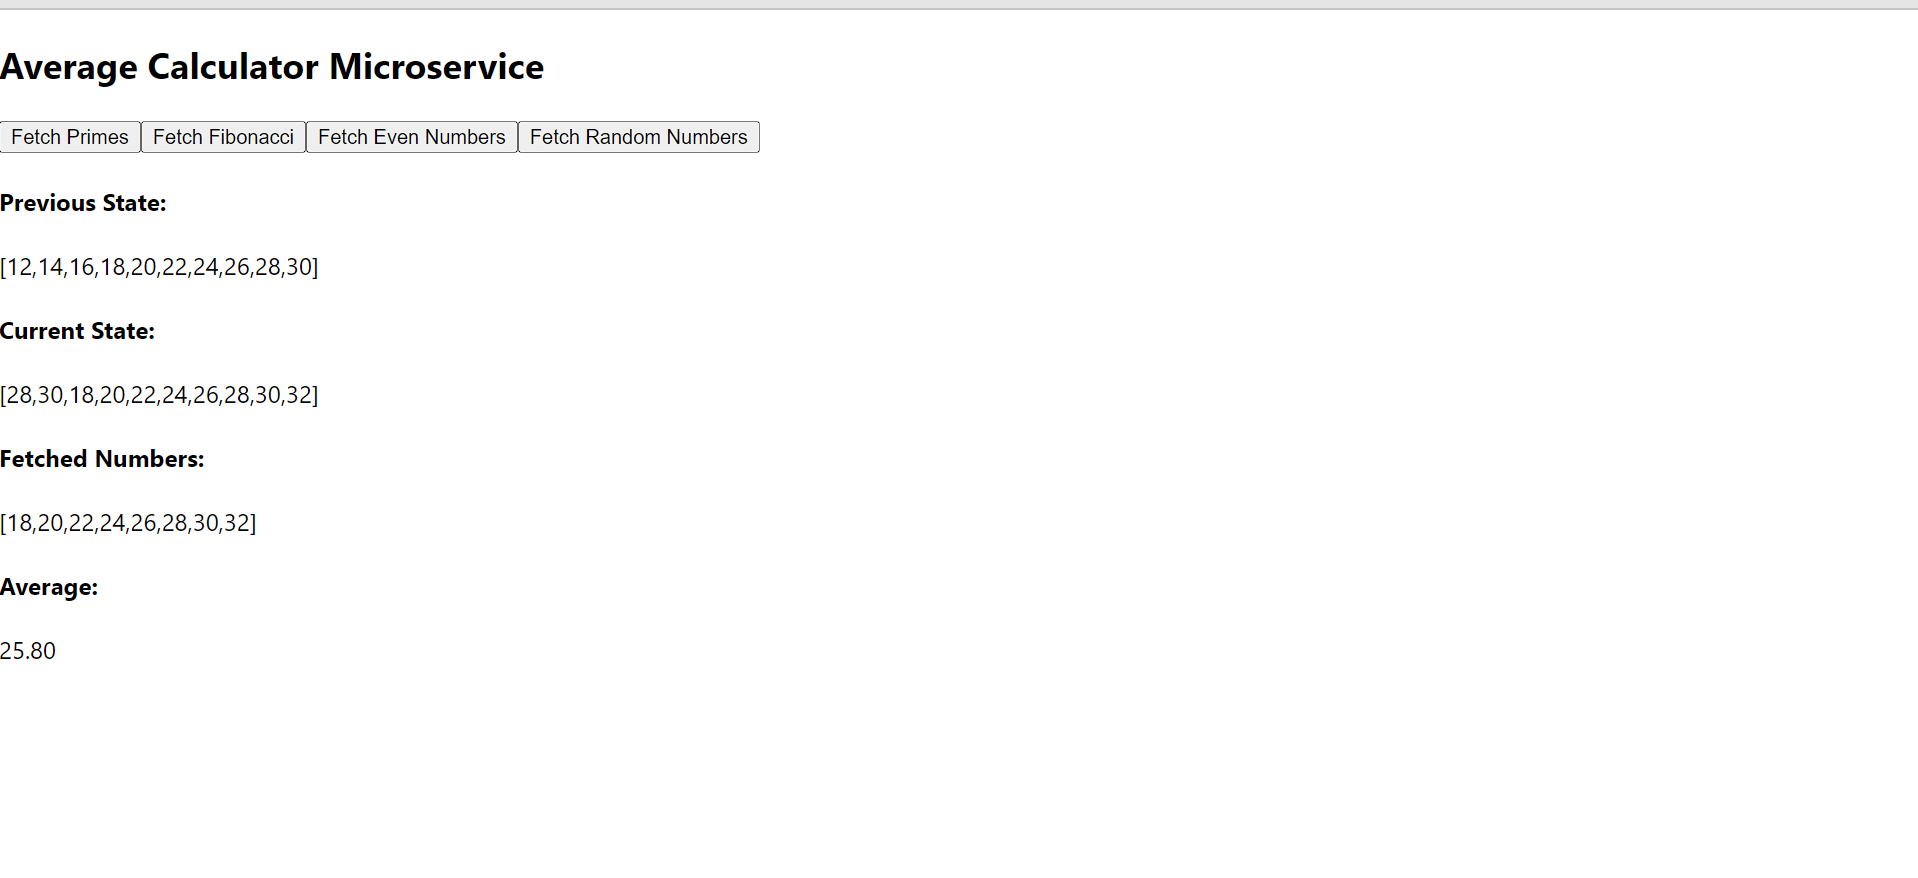 Average Calculator Microservice
Fetch Primes Fetch Fibonacci Fetch Even Numbers Fetch Random Numbers
Previous State:
[12,14,16,18,20,22,24,26,28,30]
Current State:
[28,30,18,20,22,24,26,28,30,32]
Fetched Numbers:
[18,20,22,24,26,28,30,32]
Average:
25.80